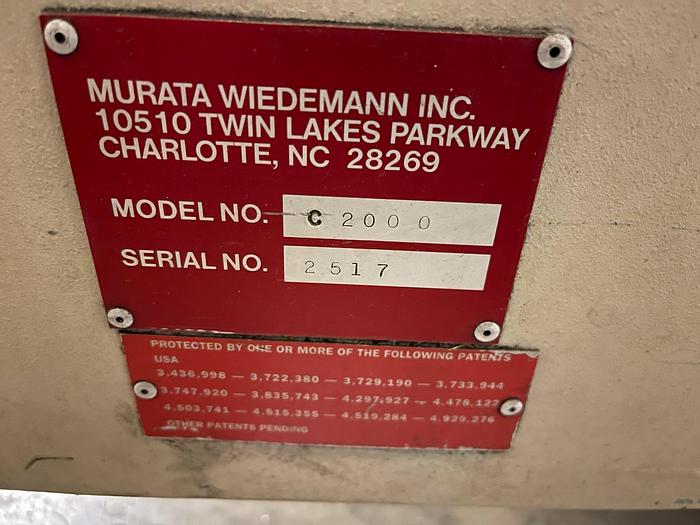 MURATA WIEDEMANN INC.
10510 TWIN LAKES PARKWAY
CHARLOTTE, NC 28269
MODEL NO. C 2000
SERIAL NO. 2517
PROTECTED BY ONE OR MORE OF THE FOLLOWING PATENTS
USA
3,436,998 — 3,722,380 — 3,729,190 — 3,733,944
3,747,920 — 3,835,743 — 4,297,927 — 4,478,122
4,503,741 — 4,515,355 — 4,519,284 — 4,929,276
OTHER PATENTS PENDING